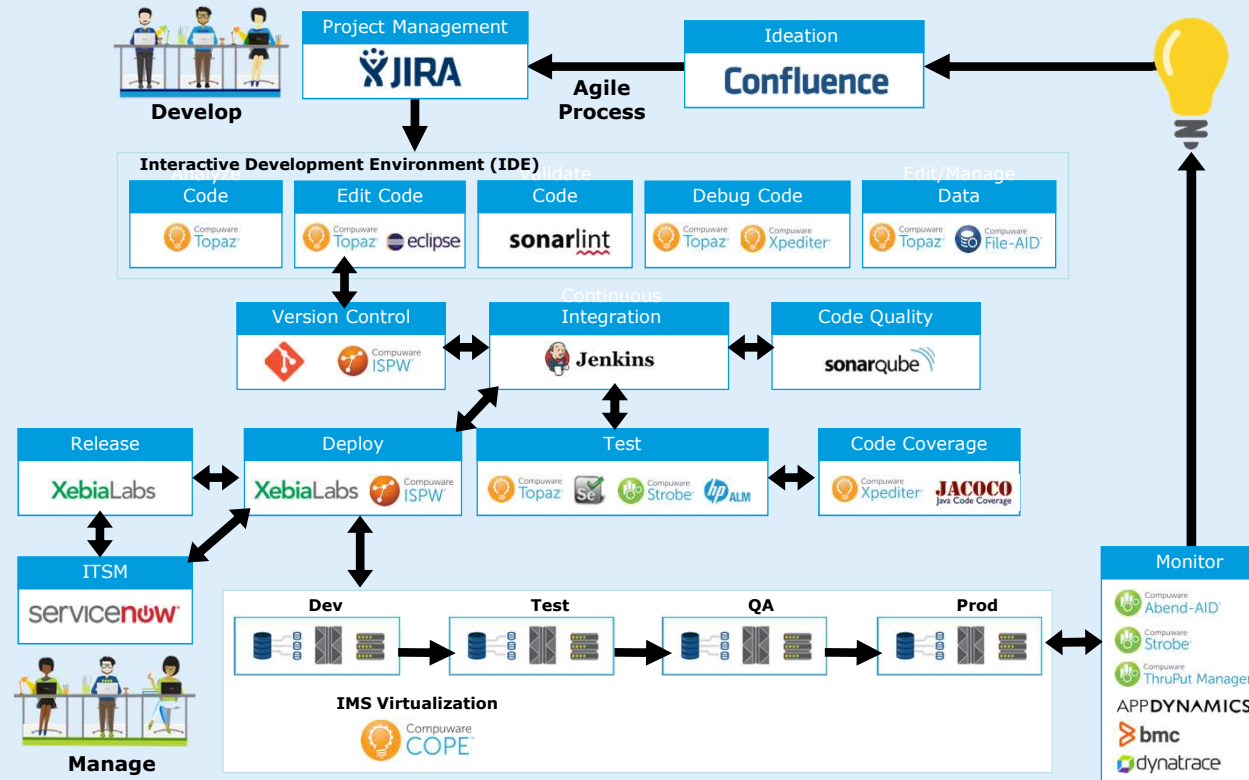 Project Management
JIRA
Develop
Agile
Process
Ideation
Confluence
Interactive Development Environment (IDE)
Analyze
Code
Compuware
Topaz
Edit Code
Compuware
Topaz
eclipse
Validate
Code
sonarlint
Debug Code
Compuware
Topaz
Compuware
Xpediter
Edit/Manage
Data
Compuware
Topaz
Compuware
File-AID
Version Control
Compuware
ISPW
Continuous
Integration
Jenkins
Code Quality
sonarqube
Release
XebiaLabs
Deploy
XebiaLabs
Compuware
ISPW
Test
Compuware
Topaz
Se
Compuware
Strobe
hp ALM
Code Coverage
Compuware
Xpediter
JACOCO
Java Code Coverage
ITSM
servicenow
Manage
Dev
Test
QA
Prod
IMS Virtualization
Compuware
COPE
Monitor
Compuware
Abend-AID
Compuware
Strobe
Compuware
ThruPut Manager
APPDYNAMICS
bmc
dynatrace